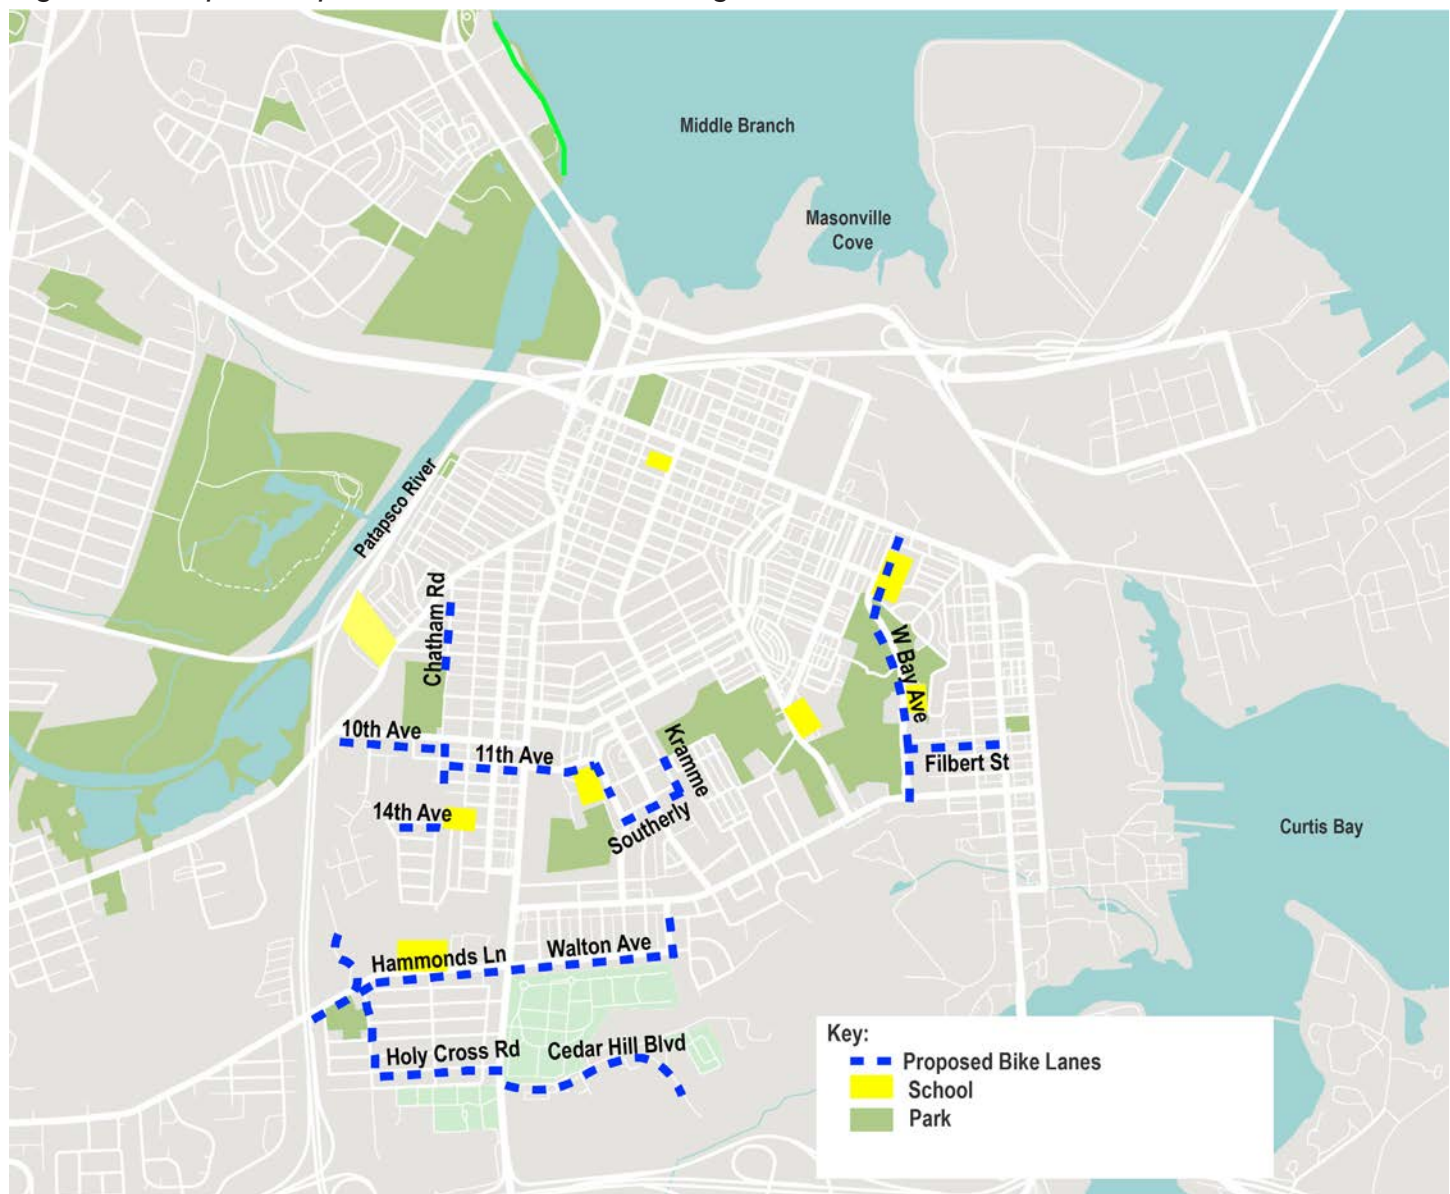 Middle Branch
Masonville
Cove
Patapsco River
Chatham Rd
W Bay Ave
10th Ave
11th Ave
Kramme
Filbert St
14th Ave
Southerly
Curtis Bay
Hammonds Ln
Walton Ave
Holy Cross Rd
Cedar Hill Blvd
Key:
Proposed Bike Lanes
School
Park